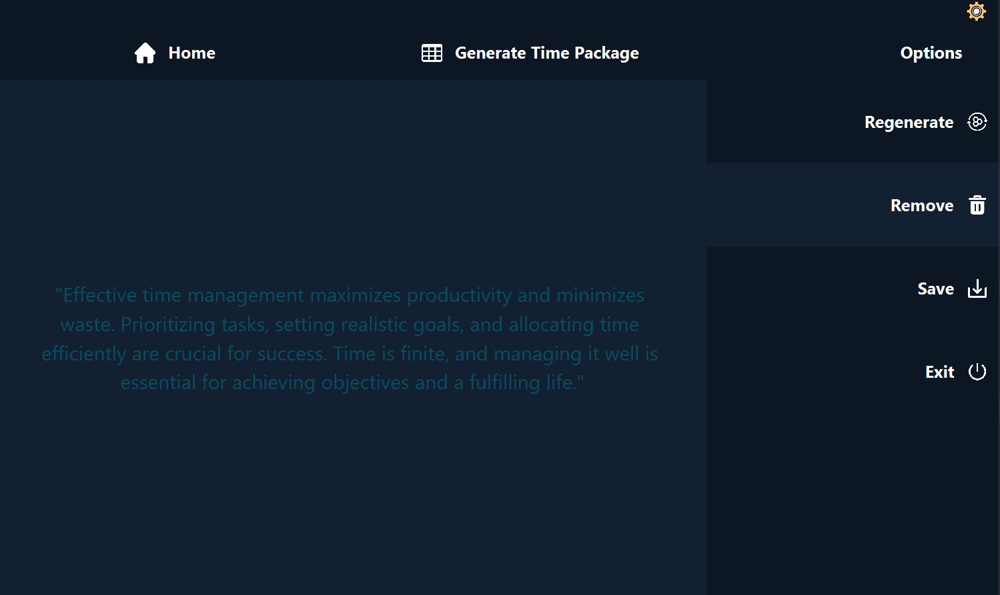 Home
Generate Time Package
Options
Regenerate
Remove
Save
Exit
"Effective time management maximizes productivity and minimizes
waste. Prioritizing tasks, setting realistic goals, and allocating time
efficiently are crucial for success. Time is finite, and managing it well is
essential for achieving objectives and a fulfilling life."